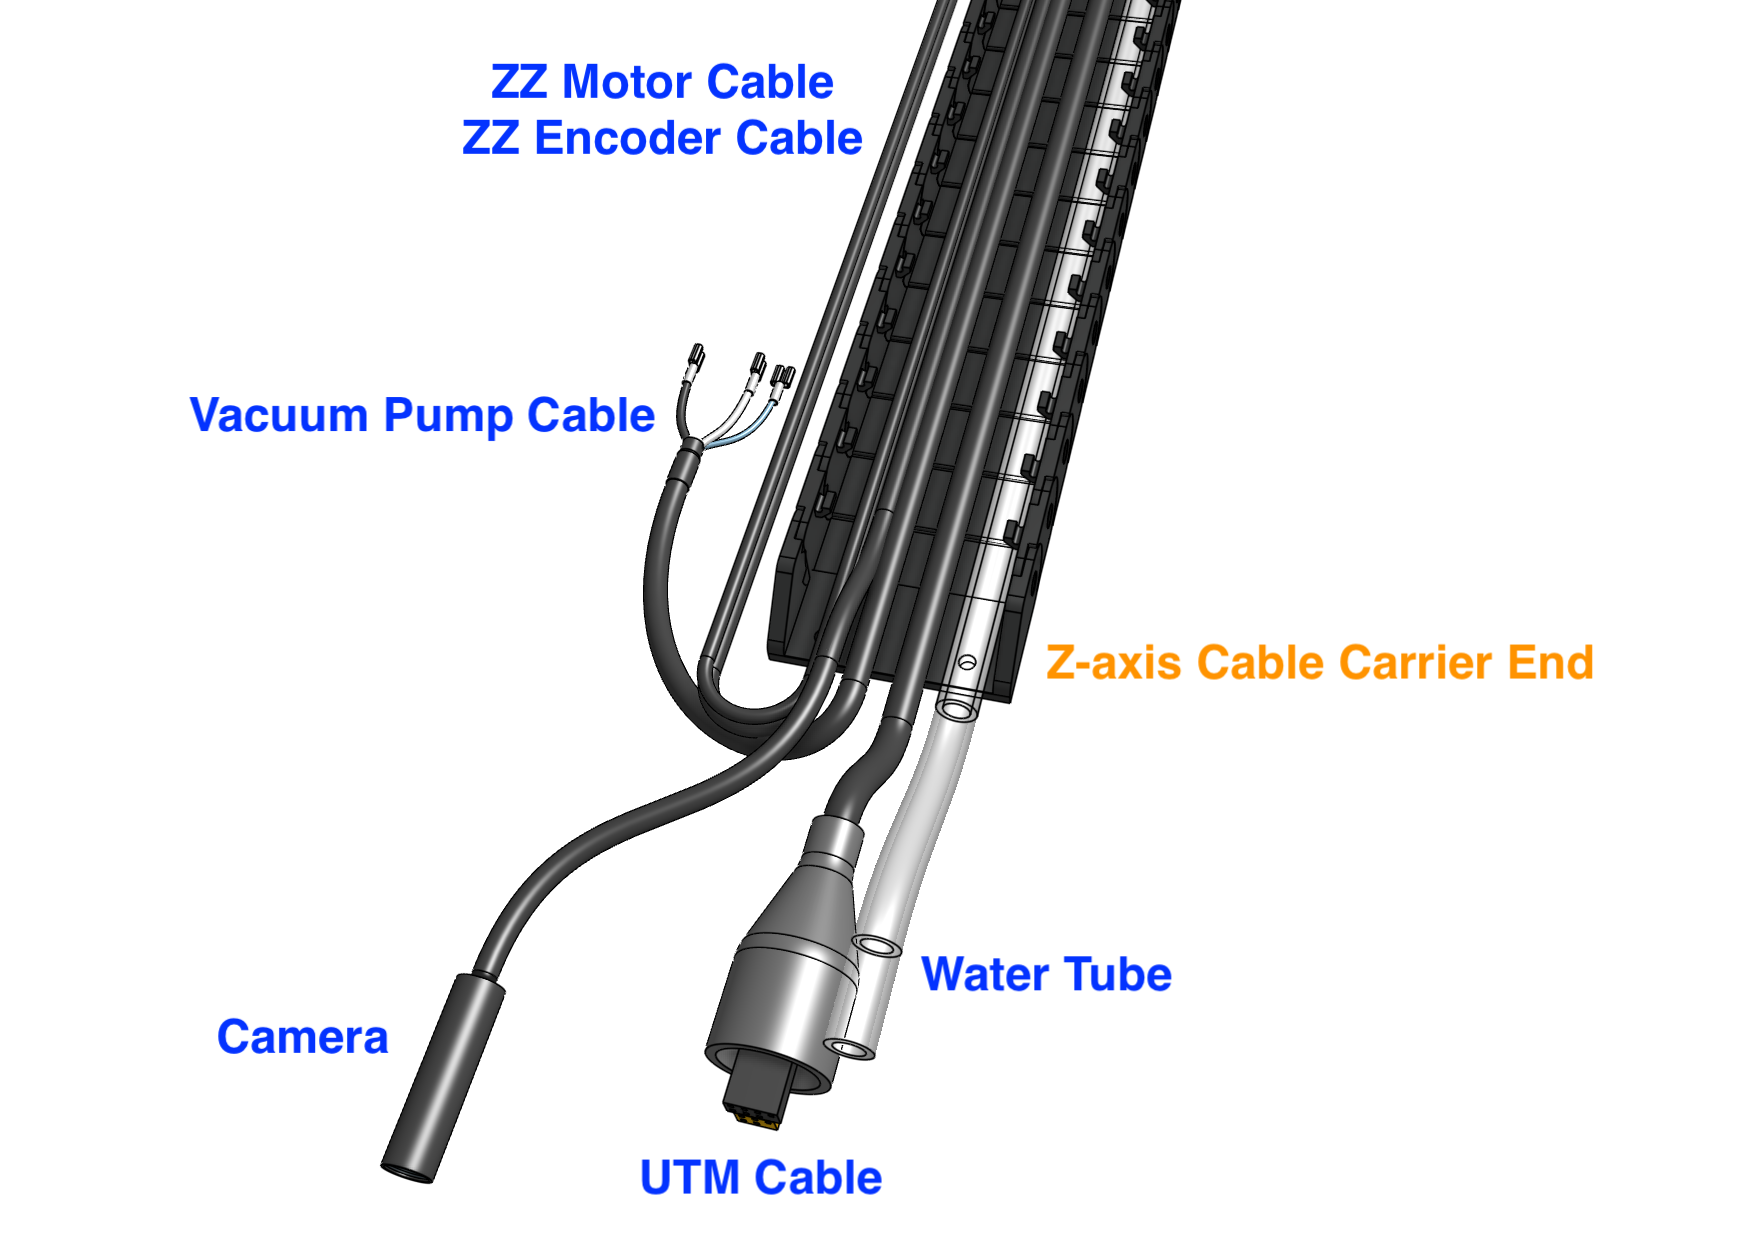 ZZ Motor Cable
ZZ Encoder Cable
Vacuum Pump Cable
Z-axis Cable Carrier End
Water Tube
Camera
UTM Cable